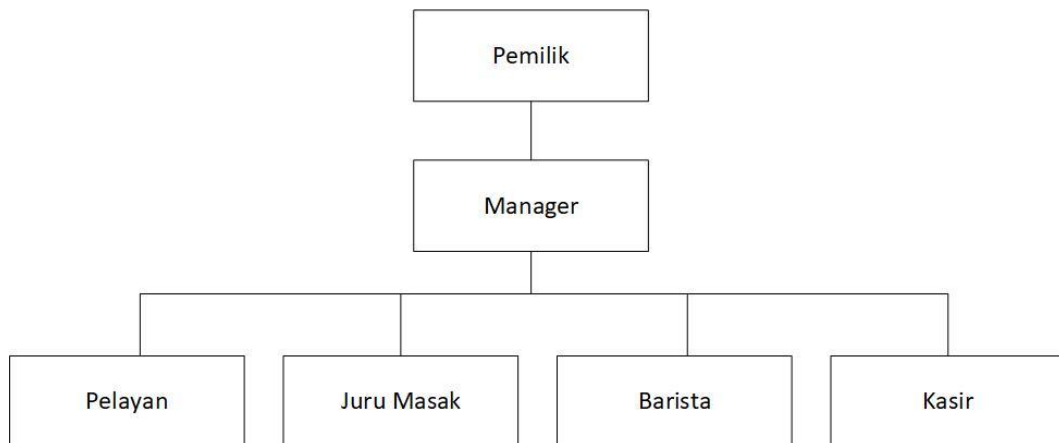 Pemilik
Manager
Pelayan
Juru Masak
Barista
Kasir